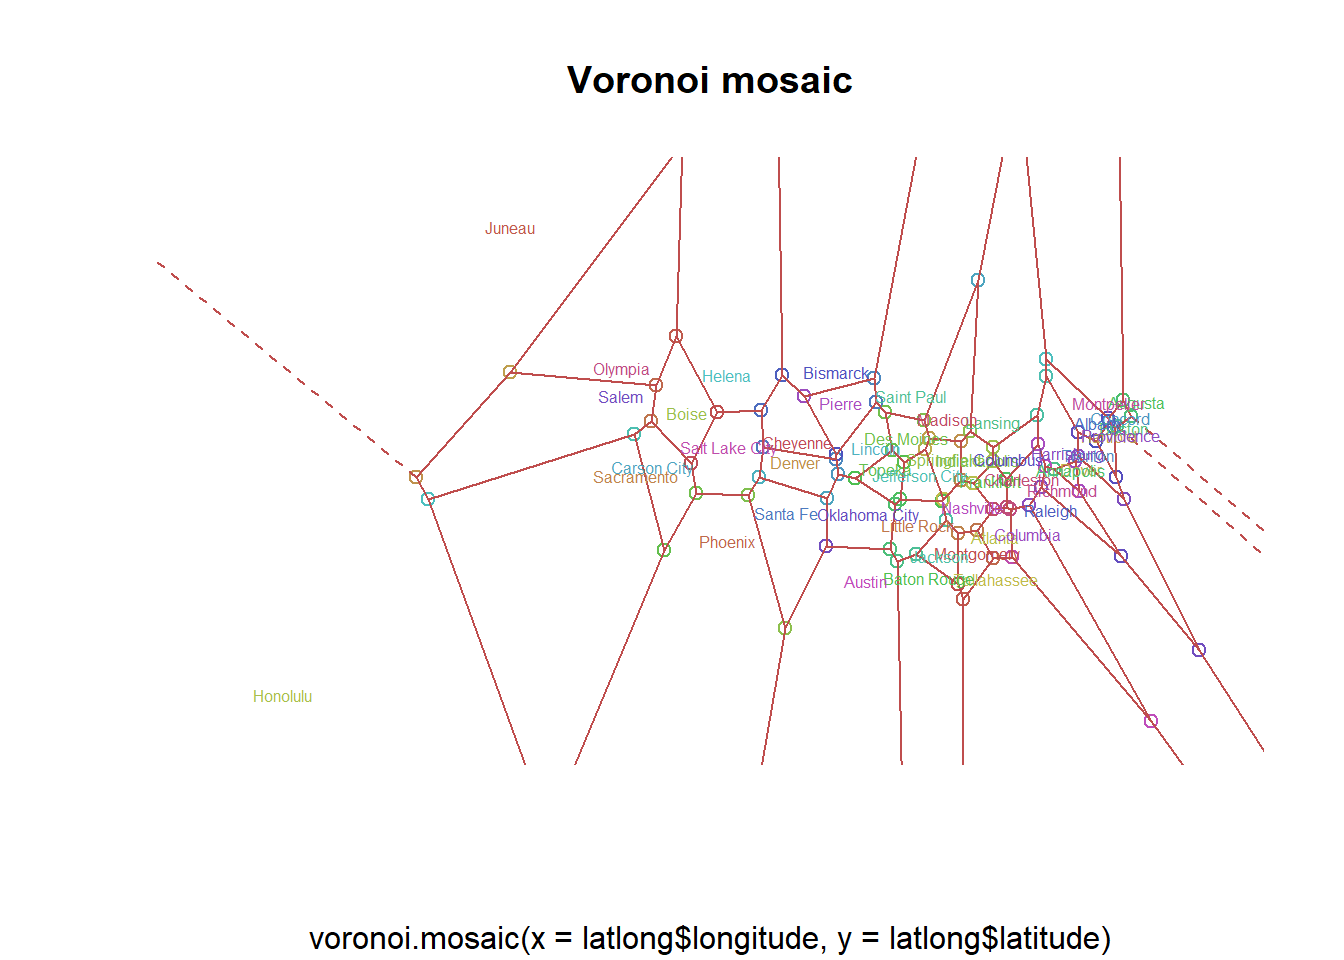 Voronoi mosaic
Juneau
Olympia
Helena
Bismarck
Salem
Boise
Pierre
Saint Paul
Montpelier
Augusta
Madison
Lansing
Albany
Concord
Boston
Salt Lake City
Cheyenne
Des Moines
Providence
Lincoln
Denver
Carson City
Sacramento
Topeka
Springfield
Indianapolis
Columbus
Harrisburg
Trenton
Jefferson City
Frankfort
Charleston
Annapolis
Richmond
Santa Fe
Oklahoma City
Nashville
Raleigh
Little Rock
Phoenix
Atlanta
Columbia
Montgomery
Jackson
Austin
Baton Rouge
Tallahassee
Honolulu
voronoi.mosaic(x = latlong$longitude, y = latlong$latitude)